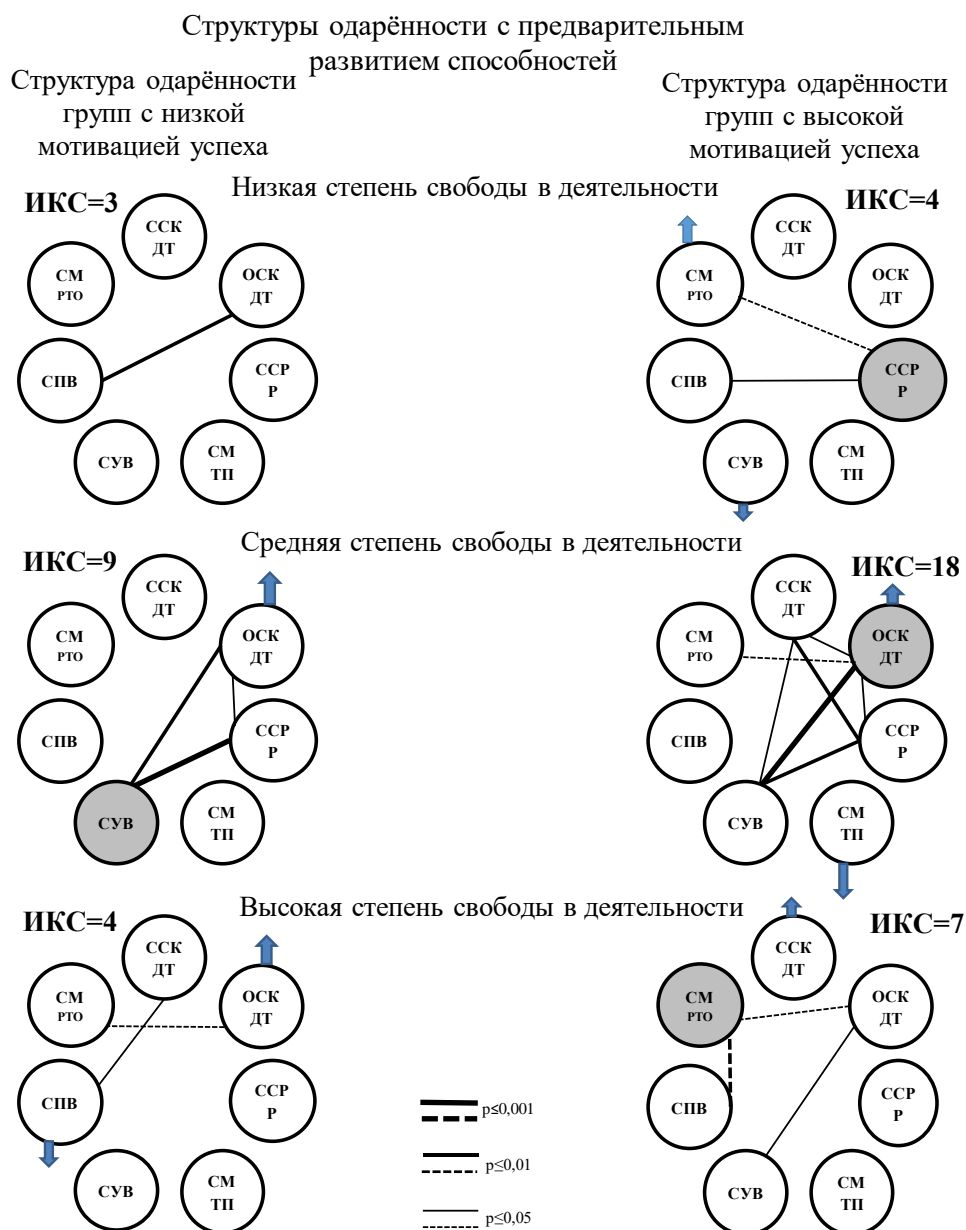 Структуры одарённости с предварительным
развитием способностей
Структура одарённости
групп с низкой
мотивацией успеха
Структура одарённости
групп с высокой
мотивацией успеха
Низкая степень свободы в деятельности
ИКС=3
ССК
ДТ
ОСК
ДТ
ССР
Р
СМ
ТП
СУВ
СПВ
СМ
РТО
ИКС=4
ССК
ДТ
ОСК
ДТ
ССР
Р
СМ
ТП
СУВ
СПВ
СМ
РТО
Средняя степень свободы в деятельности
ИКС=9
ССК
ДТ
ОСК
ДТ
ССР
Р
СМ
ТП
СУВ
СПВ
СМ
РТО
ИКС=18
ССК
ДТ
ОСК
ДТ
ССР
Р
СМ
ТП
СУВ
СПВ
СМ
РТО
Высокая степень свободы в деятельности
ИКС=4
ССК
ДТ
ОСК
ДТ
ССР
Р
СМ
ТП
СУВ
СПВ
СМ
РТО
ИКС=7
ССК
ДТ
ОСК
ДТ
ССР
Р
СМ
ТП
СУВ
СПВ
СМ
РТО
p≤0,001
p≤0,01
p≤0,05